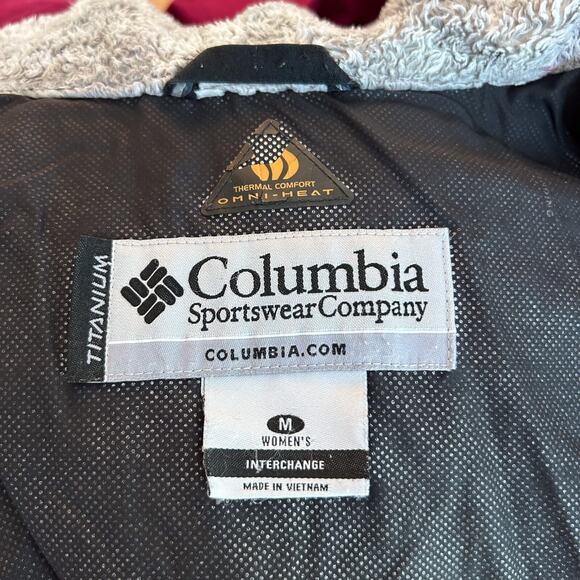 THERMAL COMFORT
OMNI-HEAT
TITANIUM
Columbia
Sportswear Company
COLUMBIA.COM
M
WOMEN'S
INTERCHANGE
MADE IN VIETNAM